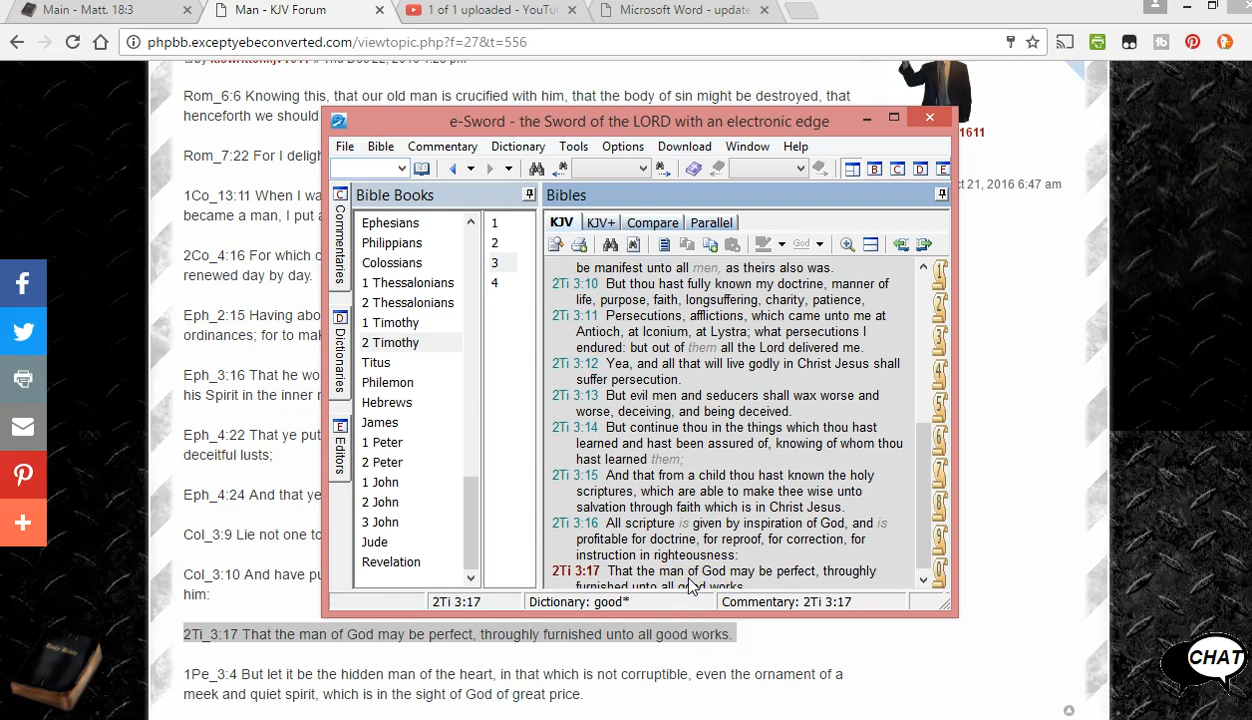 Main - Matt. 18:3
Man - KJV Forum
1 of 1 uploaded - YouTu
Microsoft Word - update
phpbb.exceptyebeconverted.com/viewtopic.php?f=27&t=556
Rom_6:6 Knowing this, that our old man is crucified with him, that the body of sin might be destroyed, that
henceforth we should
1611
Rom_7:22 For I deligh
ct 21, 2016 6:47 am
1Co_13:11 When I wa
became a man, I put a
2Co_4:16 For which c
renewed day by day.
Eph_2:15 Having abo
ordinances; for to mak
Eph_3:16 That he wo
his Spirit in the inner
Eph_4:22 That ye put
deceitful lusts;
Eph_4:24 And that ye
Col_3:9 Lie not one to
Col_3:10 And have pu
him:
2Ti_3:17 That the man of God may be perfect, throughly furnished unto all good works.
1Pe_3:4 But let it be the hidden man of the heart, in that which is not corruptible, even the ornament of a
meek and quiet spirit, which is in the sight of God of great price.
e-Sword - the Sword of the LORD with an electronic edge
File Bible Commentary Dictionary Tools Options Download Window Help
B C D E
Commentaries
Dictionaries
Editors
Bible Books
Ephesians
Philippians
Colossians
1 Thessalonians
2 Thessalonians
1 Timothy
2 Timothy
Titus
Philemon
Hebrews
James
1 Peter
2 Peter
1 John
2 John
3 John
Jude
Revelation
1
2
3
4
Bibles
KJV KJV+ Compare Parallel
God
be manifest unto all men, as theirs also was.
2Ti 3:10 But thou hast fully known my doctrine, manner of
life, purpose, faith, longsuffering, charity, patience,
2Ti 3:11 Persecutions, afflictions, which came unto me at
Antioch, at Iconium, at Lystra; what persecutions I
endured: but out of them all the Lord delivered me.
2Ti 3:12 Yea, and all that will live godly in Christ Jesus shall
suffer persecution.
2Ti 3:13 But evil men and seducers shall wax worse and
worse, deceiving, and being deceived.
2Ti 3:14 But continue thou in the things which thou hast
learned and hast been assured of, knowing of whom thou
hast learned them;
2Ti 3:15 And that from a child thou hast known the holy
scriptures, which are able to make thee wise unto
salvation through faith which is in Christ Jesus.
2Ti 3:16 All scripture is given by inspiration of God, and is
profitable for doctrine, for reproof, for correction, for
instruction in righteousness:
2Ti 3:17 That the man of God may be perfect, throughly
furnished unto all good works.
1
2
3
4
5
6
7
8
9
0
2Ti 3:17
Dictionary: good*
Commentary: 2Ti 3:17
Holy Bible
CHAT